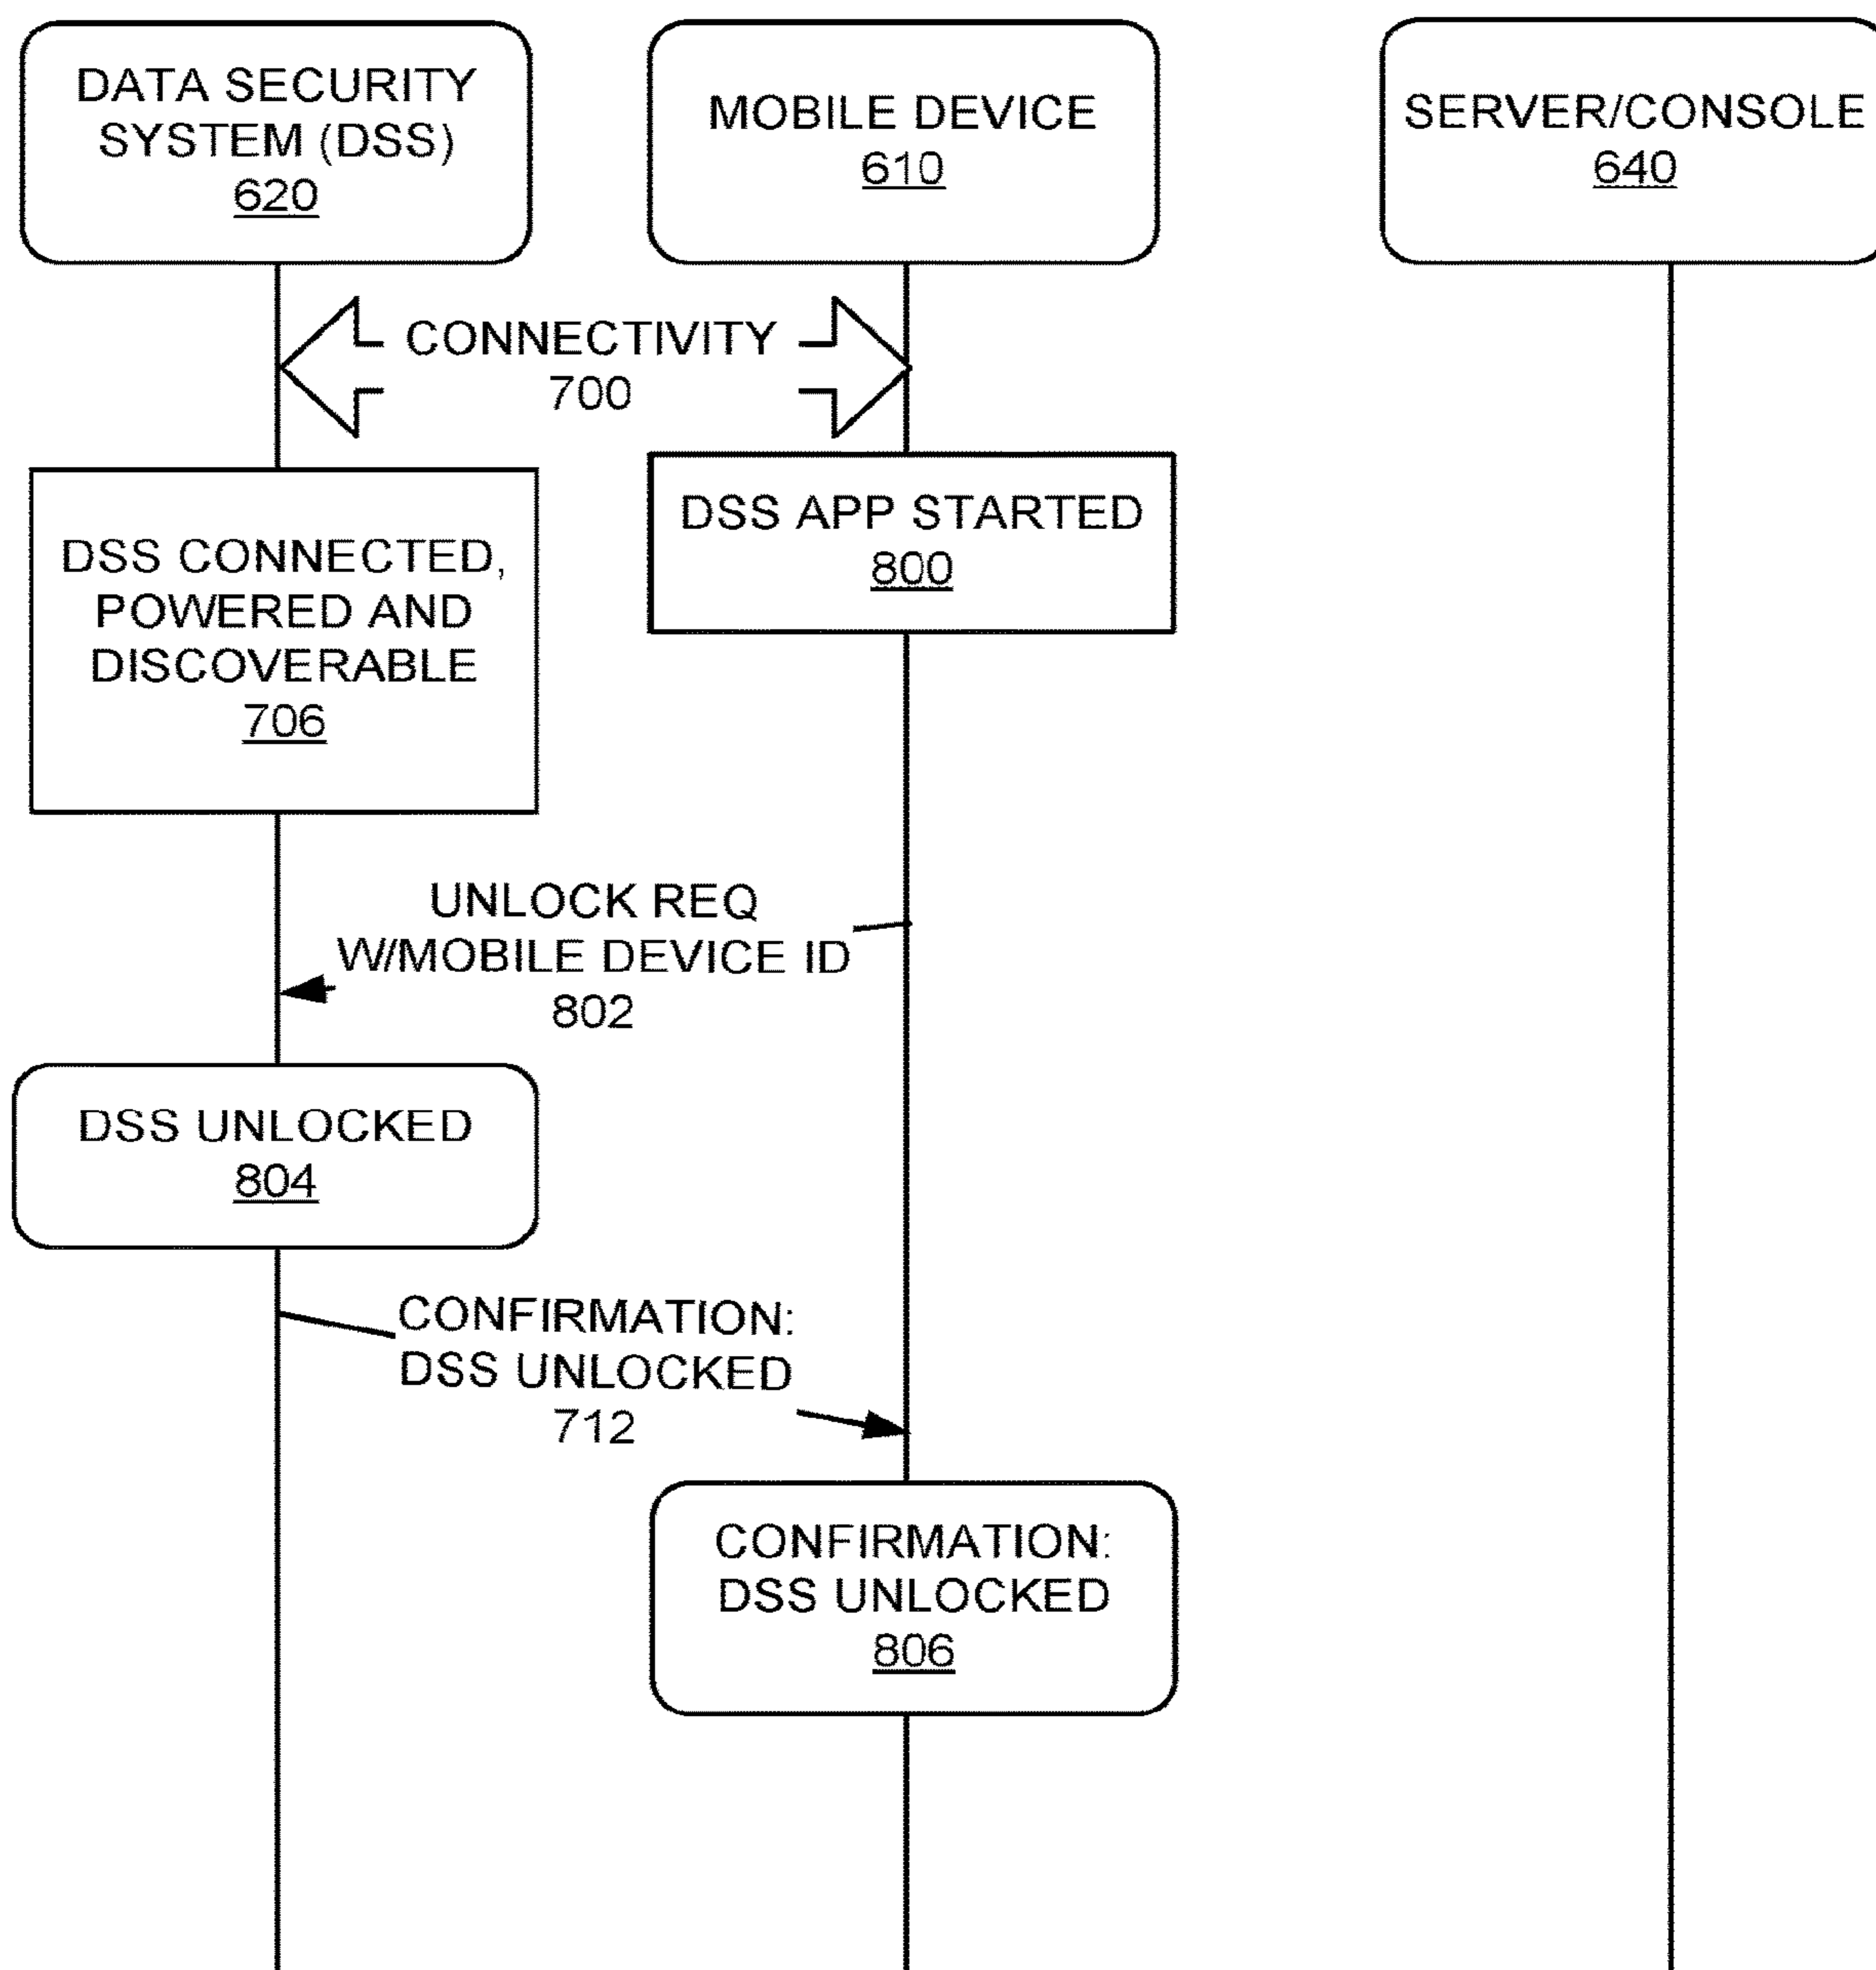 DATA SECURITY
SYSTEM (DSS)
620
MOBILE DEVICE
610
SERVER/CONSOLE
640
CONNECTIVITY
700
DSS CONNECTED,
POWERED AND
DISCOVERABLE
706
DSS APP STARTED
800
UNLOCK REQ
W/MOBILE DEVICE ID
802
DSS UNLOCKED
804
CONFIRMATION:
DSS UNLOCKED
712
CONFIRMATION:
DSS UNLOCKED
806